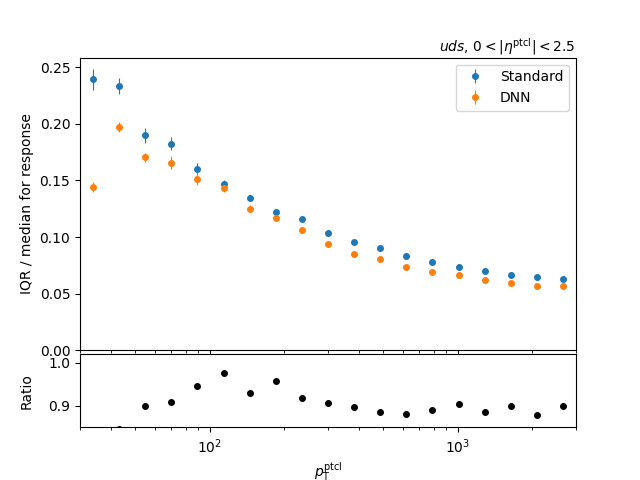 uds, 0 < |η^ptcl| < 2.5
0.25
0.20
0.15
0.10
0.05
0.00
IQR / median for response
Standard
DNN
1.0
0.9
Ratio
10^2
10^3
p_T^ptcl